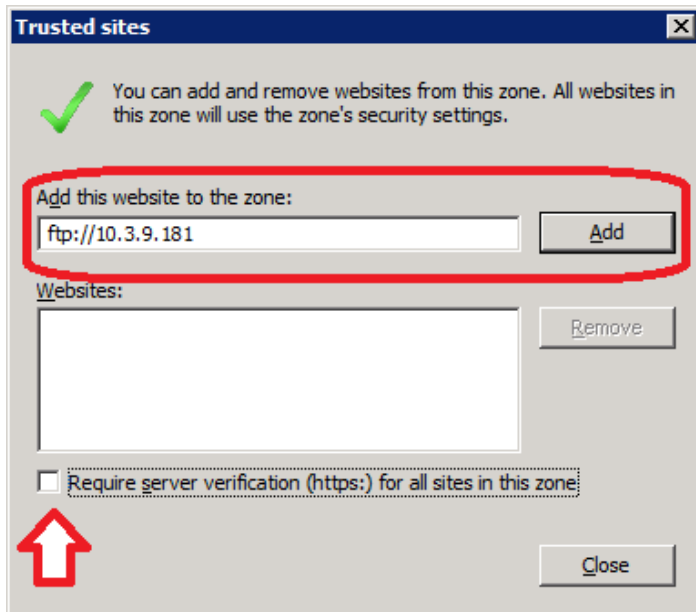 Trusted sites
You can add and remove websites from this zone. All websites in
this zone will use the zone's security settings.
Add this website to the zone:
ftp://10.3.9.181
Add
Websites:
Remove
Require server verification (https:) for all sites in this zone
Close